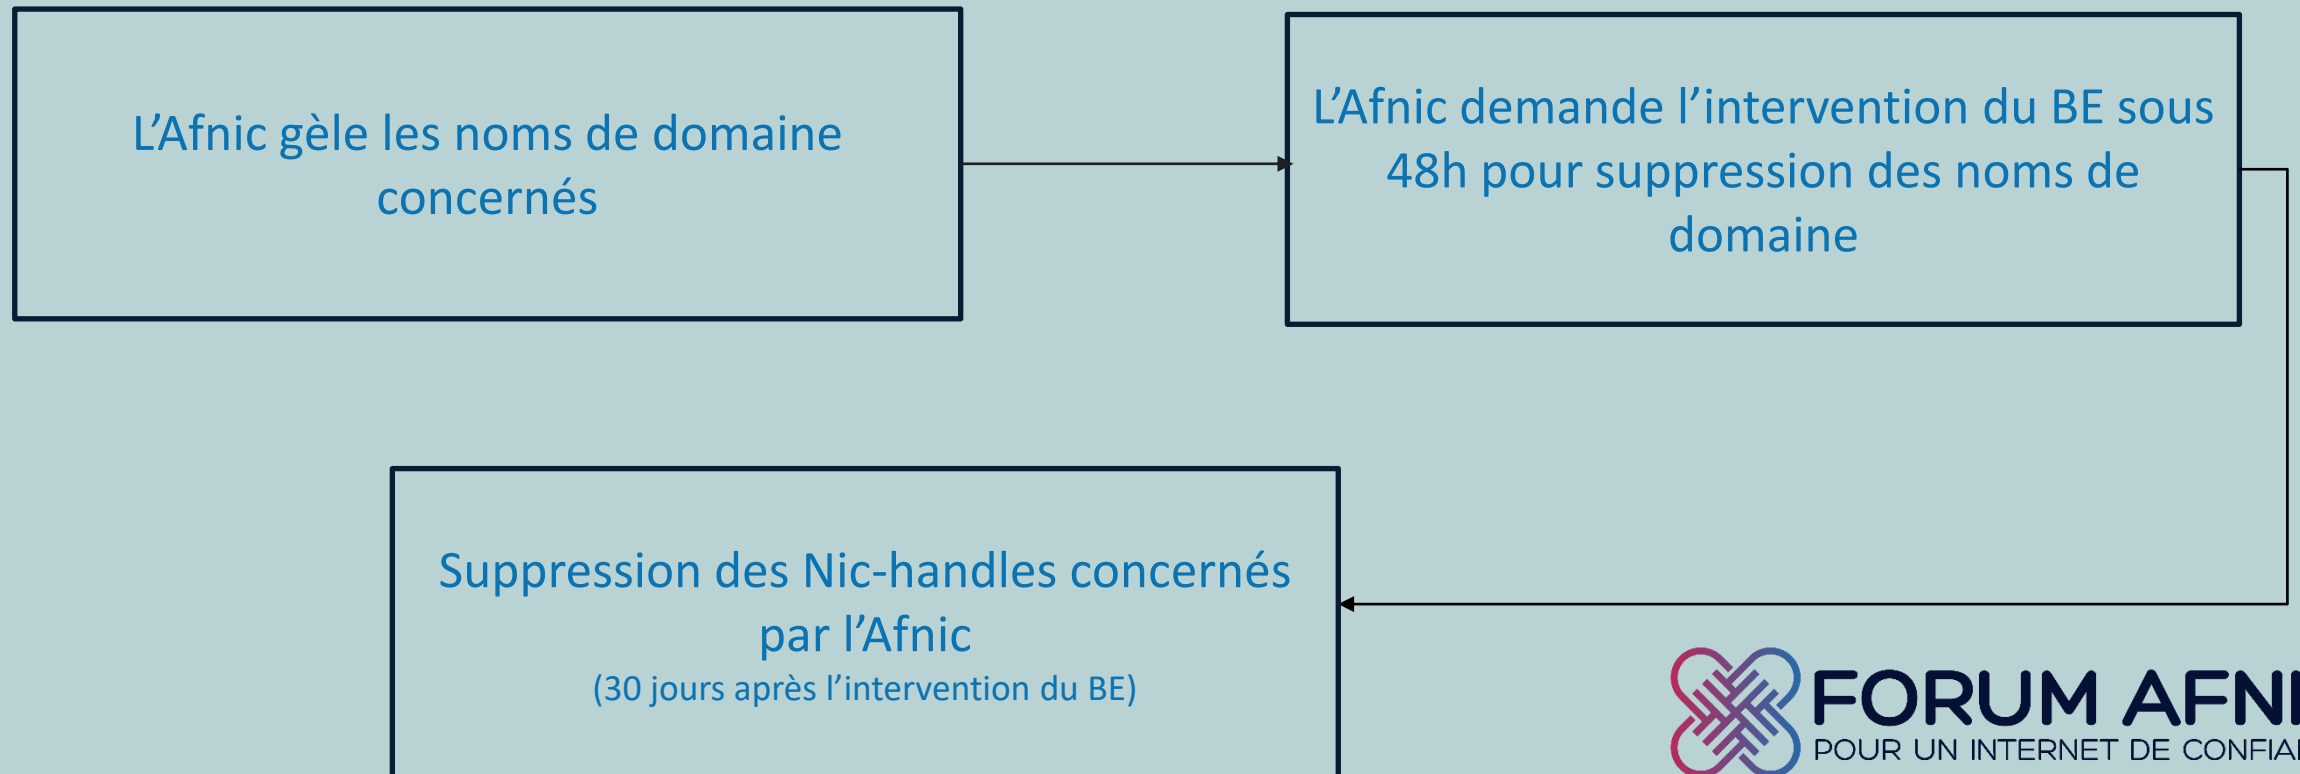 L’Afnic gèle les noms de domaine
concernés
L’Afnic demande l’intervention du BE sous
48h pour suppression des noms de
domaine
Suppression des Nic-handles concernés
par l’Afnic
(30 jours après l’intervention du BE)
FORUM AFNI
POUR UN INTERNET DE CONFIA